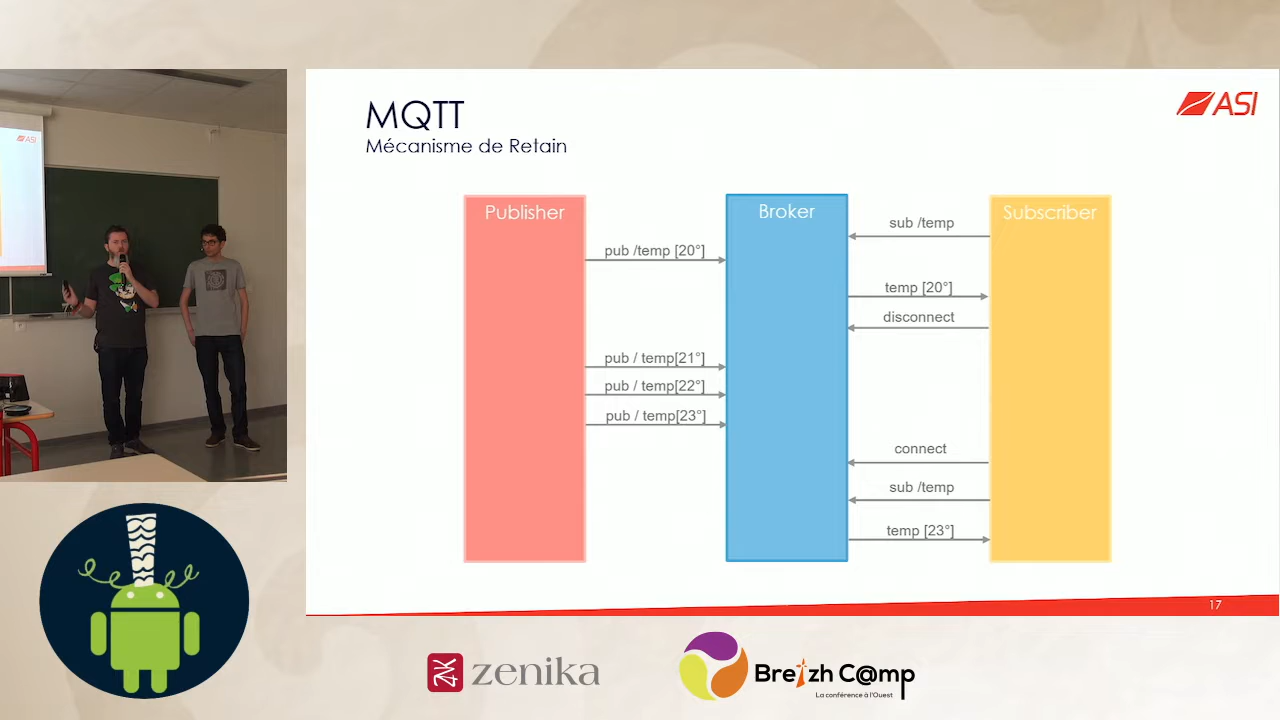 MQTT
Mécanisme de Retain
ASI
ASI
Publisher
Broker
Subscriber
sub /temp
pub /temp [20°]
temp [20°]
disconnect
pub / temp[21°]
pub / temp[22°]
pub / temp[23°]
connect
sub /temp
temp [23°]
17
zenika
Breizh C@mp
La conférence à l'Ouest